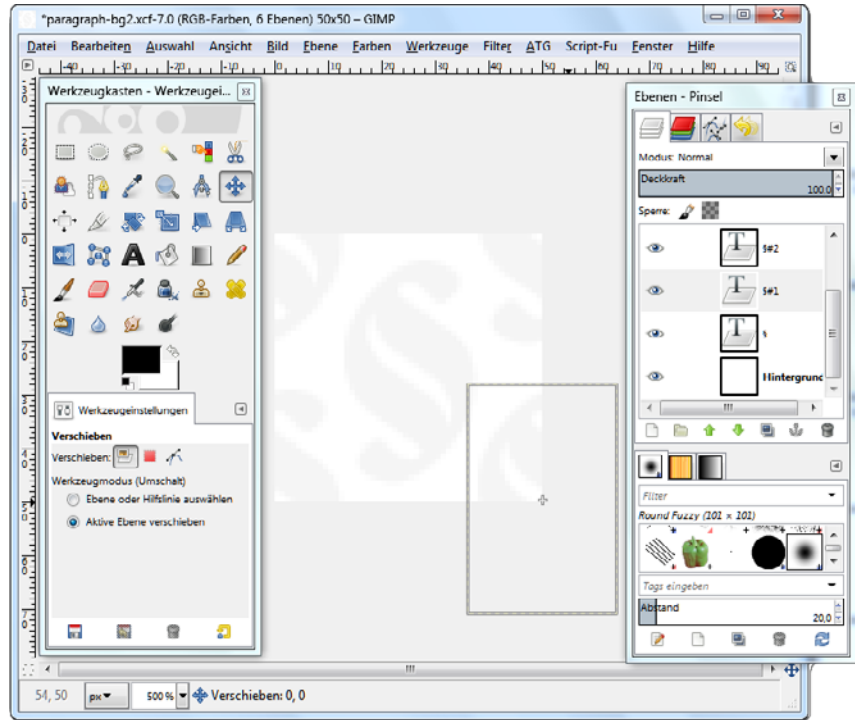 *paragraph-bg2.xcf-7.0 (RGB-Farben, 6 Ebenen) 50x50 – GIMP
Datei Bearbeiten Auswahl Ansicht Bild Ebene Farben Werkzeuge Filter ATG Script-Fu Fenster Hilfe
Werkzeugkasten - Werkzeugei...
Werkzeugeinstellungen
Verschieben
Verschieben:
Werkzeugmodus (Umschalt)
Ebene oder Hilfslinie auswählen
Aktive Ebene verschieben
Ebenen - Pinsel
Modus: Normal
Deckkraft
100,0
Sperre:
§#2
§#1
§
Hintergrund
Filter
Round Fuzzy (101 × 101)
Tags eingeben
Abstand
20,0
54, 50 px 500 % Verschieben: 0, 0